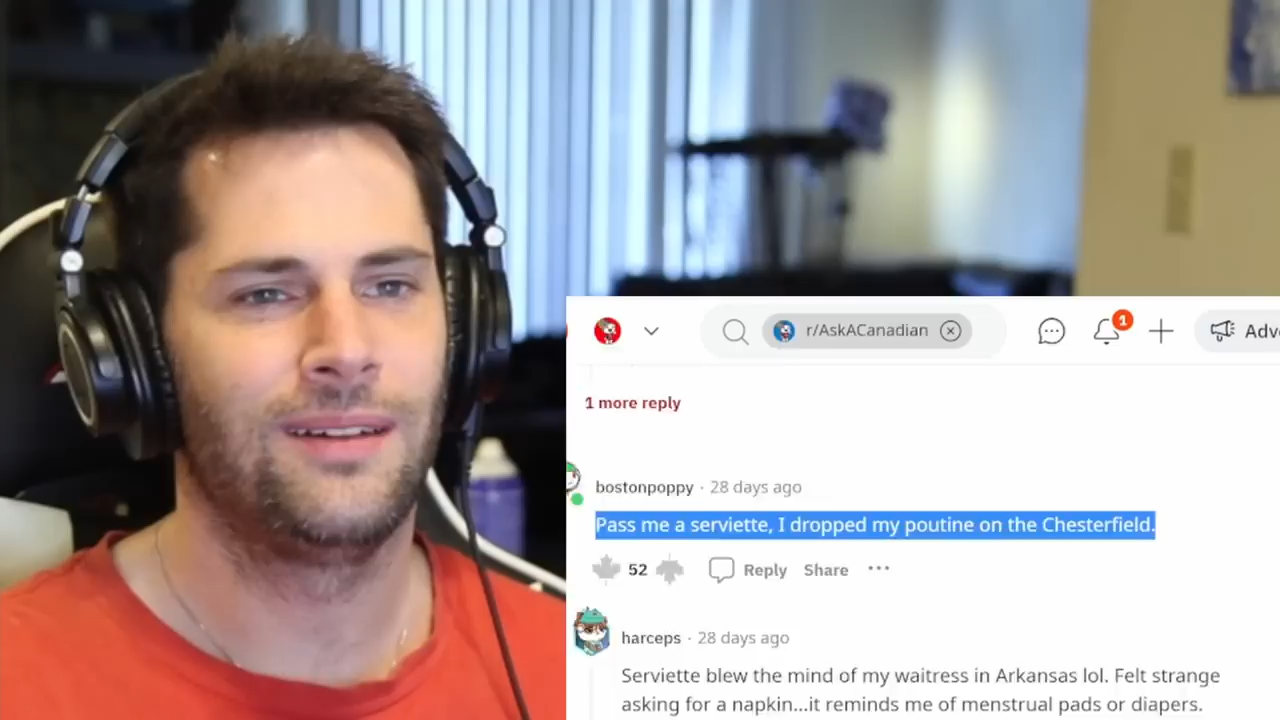 r/AskACanadian
1
Adv
1 more reply
bostonpoppy · 28 days ago
Pass me a serviette, I dropped my poutine on the Chesterfield.
52 Reply Share ···
harceps · 28 days ago
Serviette blew the mind of my waitress in Arkansas lol. Felt strange
asking for a napkin...it reminds me of menstrual pads or diapers.